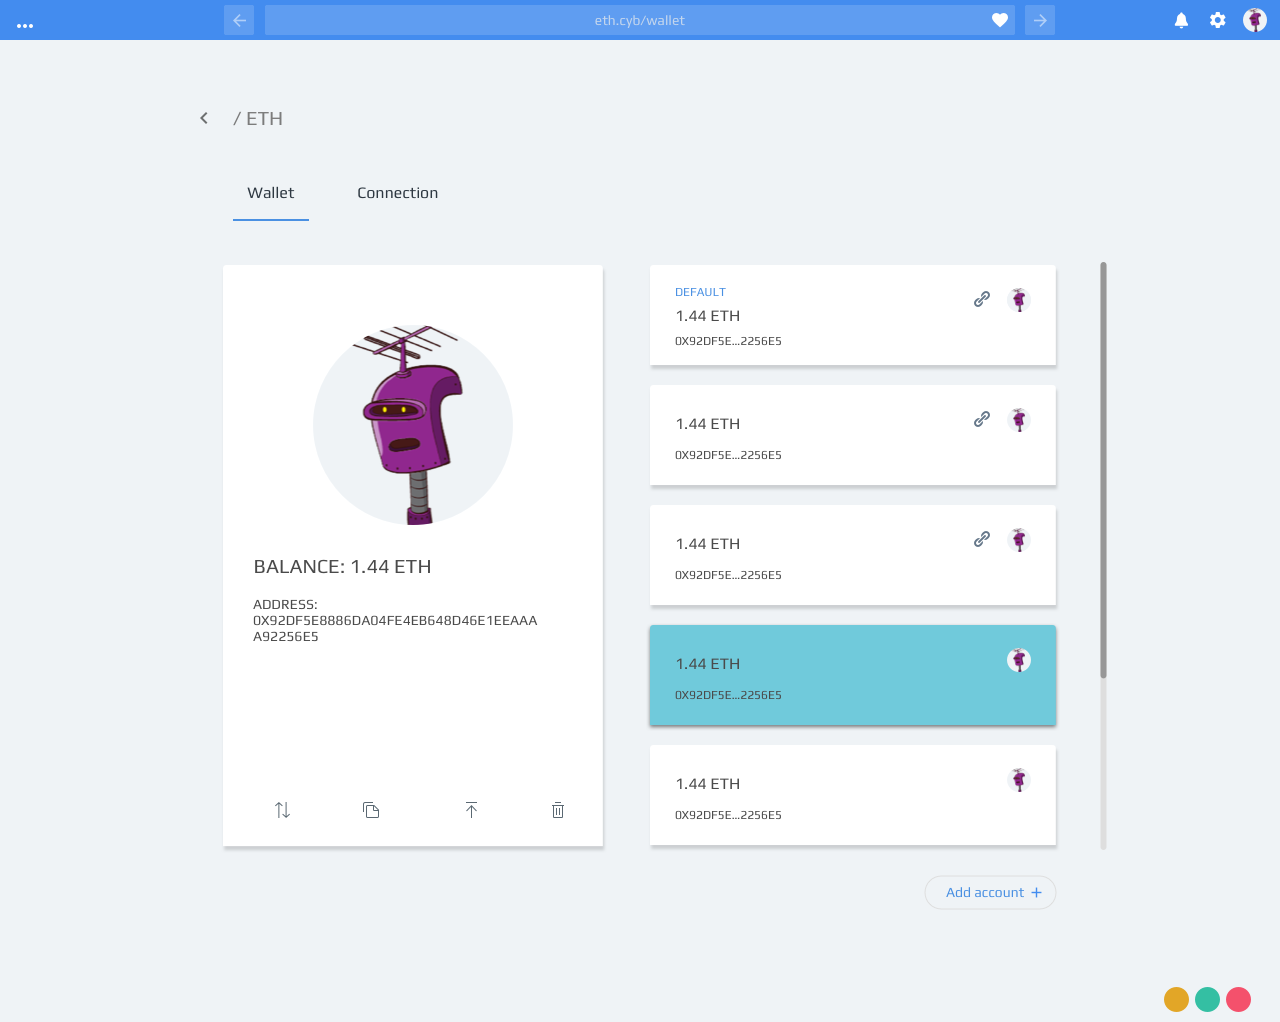 eth.cyb/wallet
/ ETH
Wallet
Connection
BALANCE: 1.44 ETH
ADDRESS:
0X92DF5E8886DA04FE4EB648D46E1EEAAA
A92256E5
DEFAULT
1.44 ETH
0X92DF5E...2256E5
1.44 ETH
0X92DF5E...2256E5
1.44 ETH
0X92DF5E...2256E5
1.44 ETH
0X92DF5E...2256E5
1.44 ETH
0X92DF5E...2256E5
Add account +